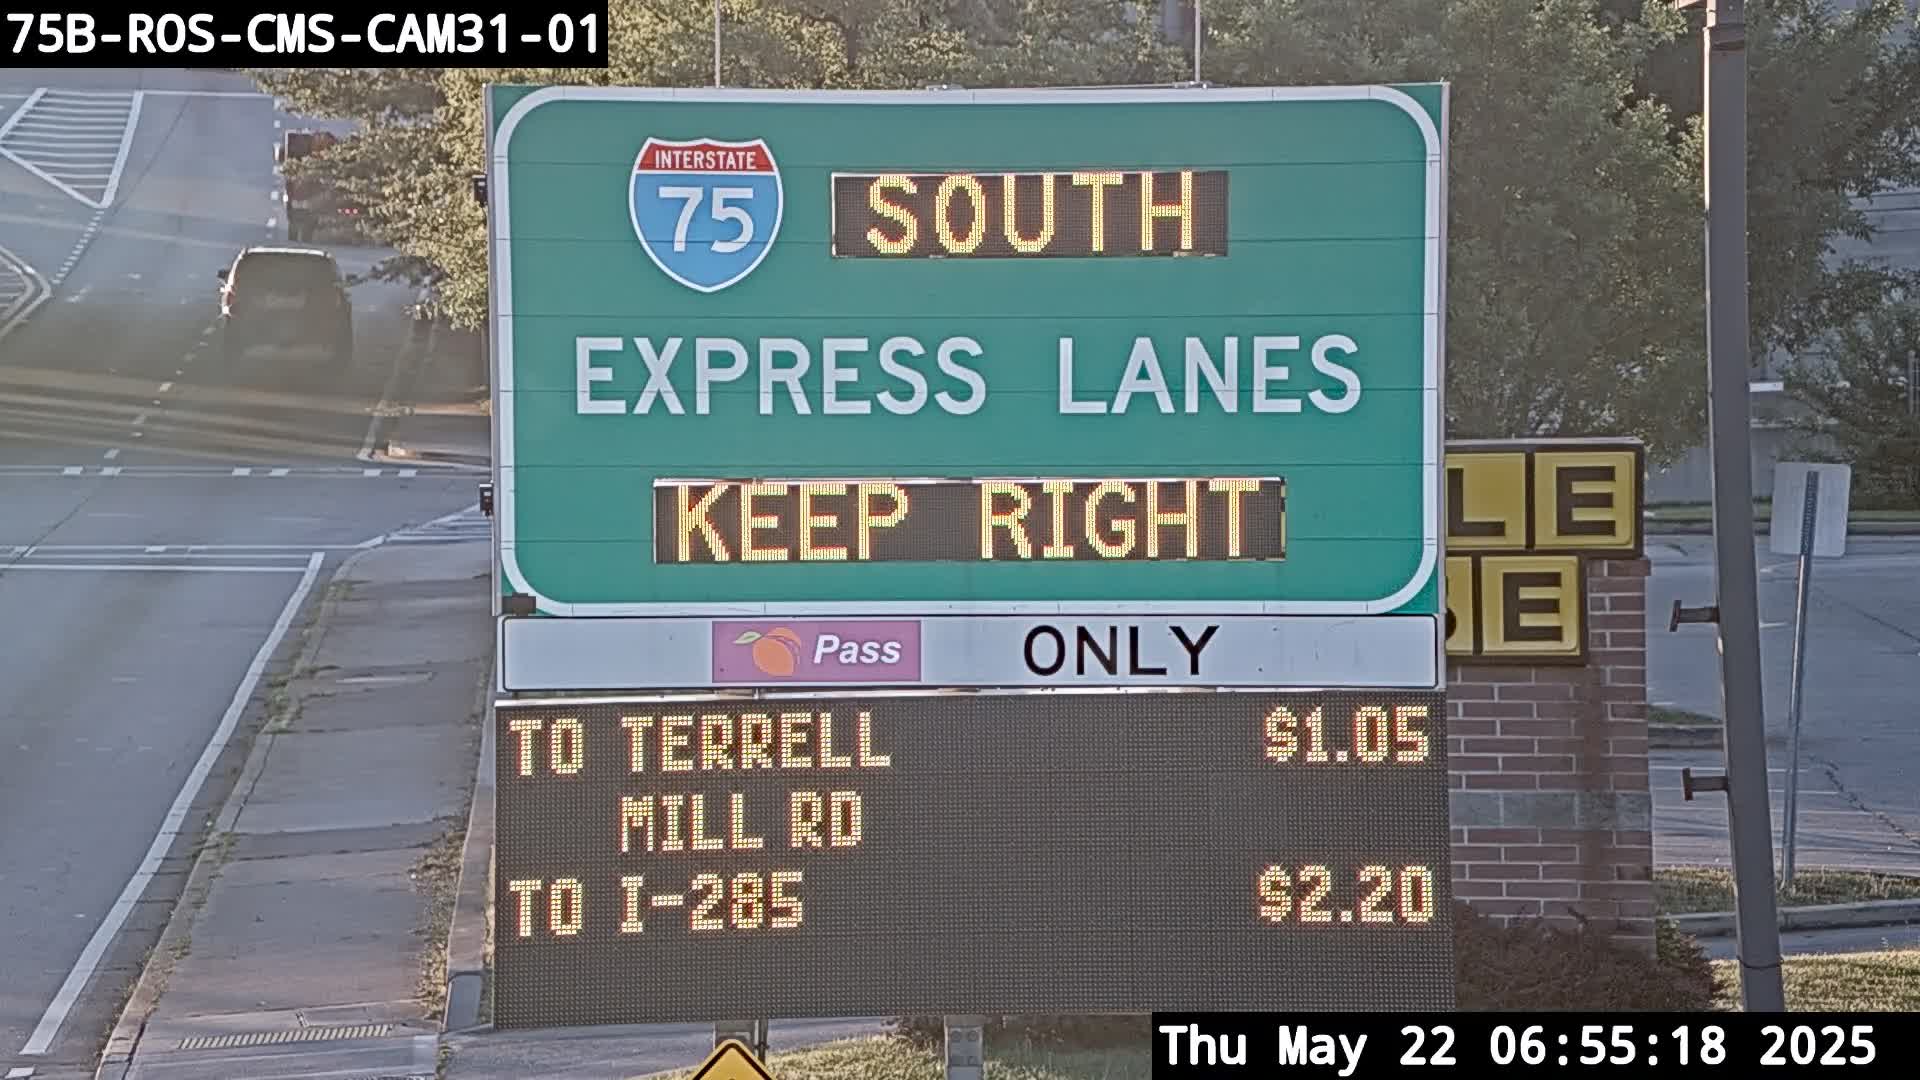 75B-ROS-CMS-CAM31-01
INTERSTATE
75
SOUTH
EXPRESS LANES
KEEP RIGHT
Pass ONLY
TO TERRELL $1.05
MILL RD
TO I-285 $2.20
LE
E
Thu May 22 06:55:18 2025